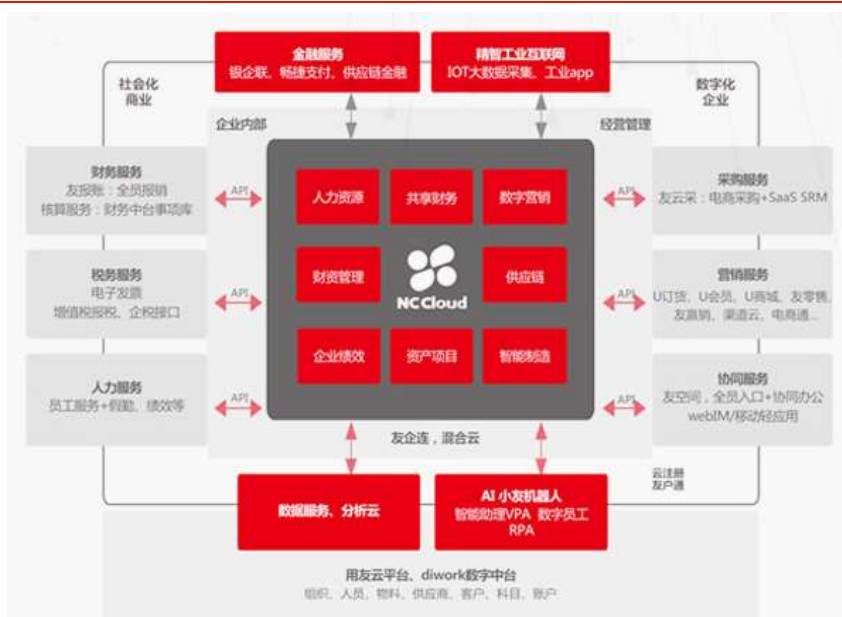 金融服务
银企联、畅捷支付、供应链金融
精智工业互联网
IOT大数据采集、工业app
社会化
商业
数字化
企业
企业内部
经营管理
财务服务
友报账：全员报销
核算服务：财务中台事项库
API
人力资源
共享财务
数字营销
API
采购服务
友云采：电商采购+SaaS SRM
税务服务
电子发票
增值税报税、企税接口
API
财资管理
NCCloud
供应链
API
营销服务
U订货、U会员、U商城、友零售、
友赢销、渠道云、电商通...
人力服务
员工服务+假勤、绩效等
API
企业绩效
资产项目
智能制造
API
协同服务
友空间，全员入口+协同办公
webIM/移动轻应用
友企连，混合云
云注册
友户通
数据服务、分析云
AI 小友机器人
智能助理VPA 数字员工
RPA
用友云平台、diwork数字中台
组织、人员、物料、供应商、客户、科目、账户